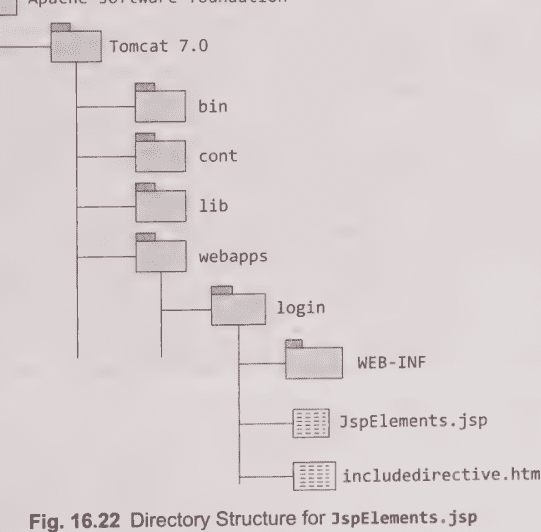 Apache Software Foundation
Tomcat 7.0
bin
cont
lib
webapps
login
WEB-INF
JspElements.jsp
includedirective.htm
Fig. 16.22 Directory Structure for JspElements.jsp